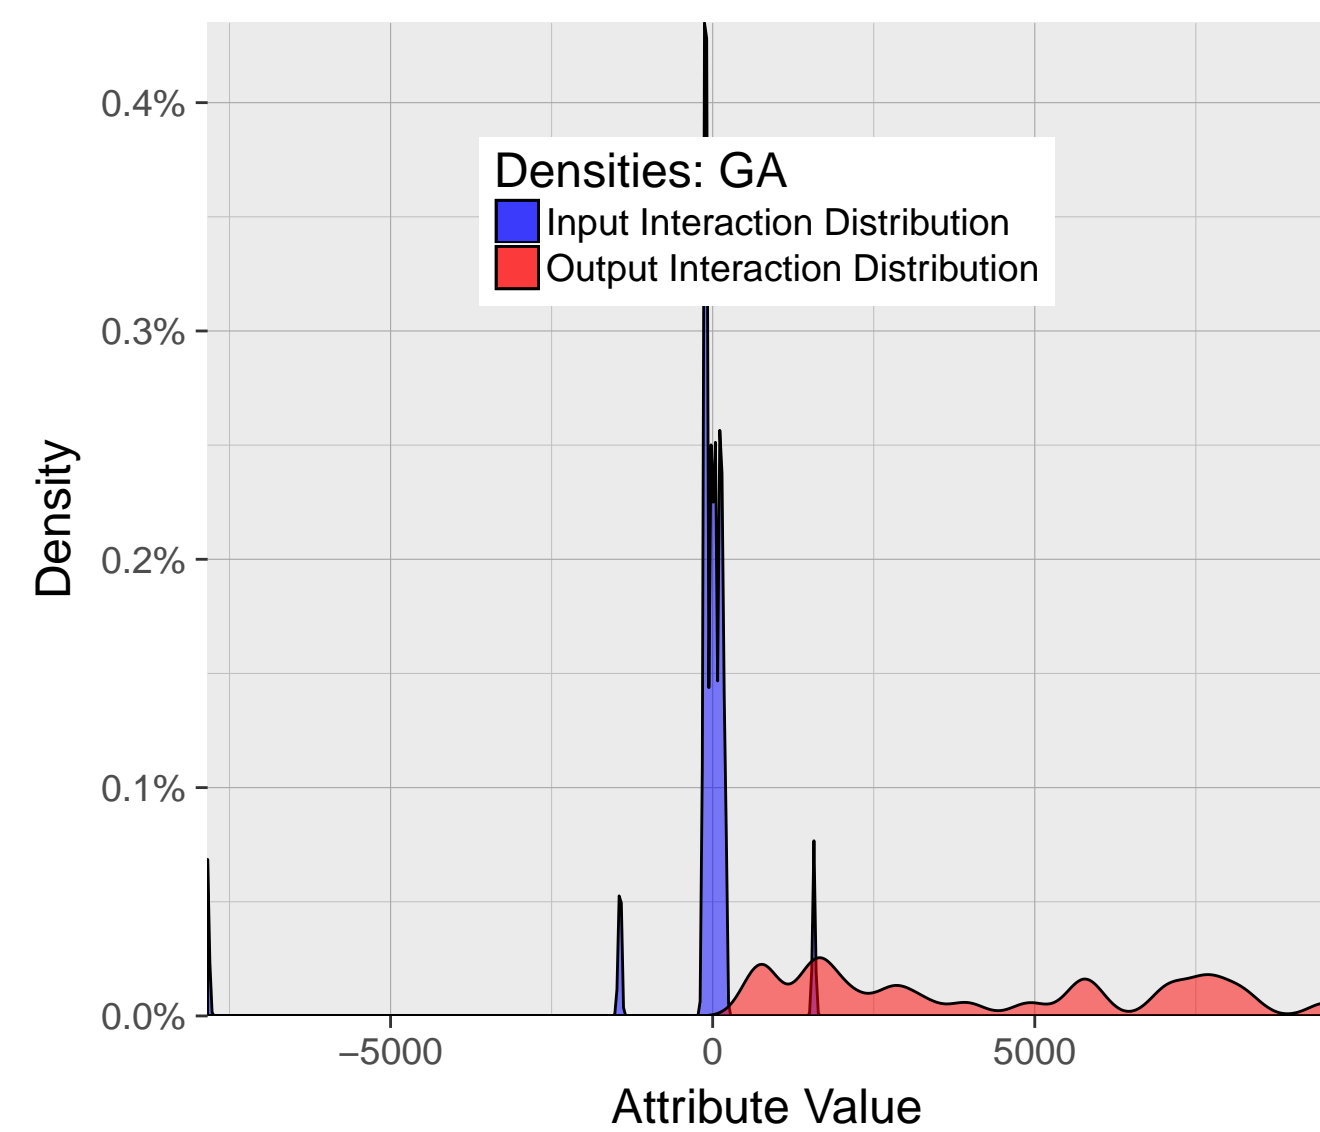 0.4%
Densities: GA
Input Interaction Distribution
Output Interaction Distribution
0.3%
Density
0.2%
0.1%
0.0%
−5000 0 5000
Attribute Value